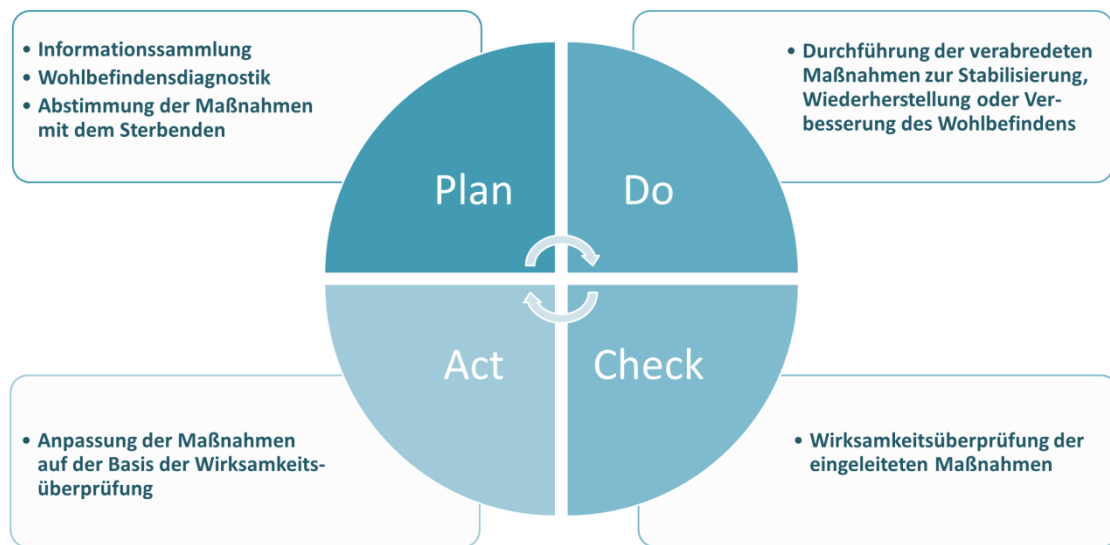 • Informationssammlung
• Wohlbefindensdiagnostik
• Abstimmung der Maßnahmen
mit dem Sterbenden
• Durchführung der verabredeten
Maßnahmen zur Stabilisierung,
Wiederherstellung oder Ver-
besserung des Wohlbefindens
Plan
Do
Act
Check
• Anpassung der Maßnahmen
auf der Basis der Wirksamkeits-
überprüfung
• Wirksamkeitsüberprüfung der
eingeleiteten Maßnahmen